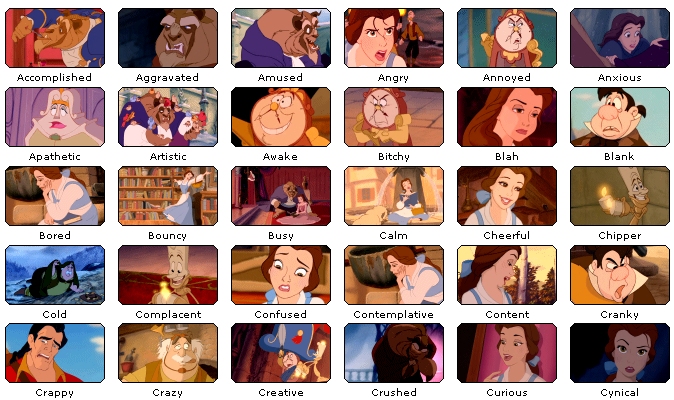 Accomplished Aggravated Amused Angry Annoyed Anxious
Apathetic Artistic Awake Bitchy Blah Blank
Bored Bouncy Busy Calm Cheerful Chipper
Cold Complacent Confused Contemplative Content Cranky
Crappy Crazy Creative Crushed Curious Cynical